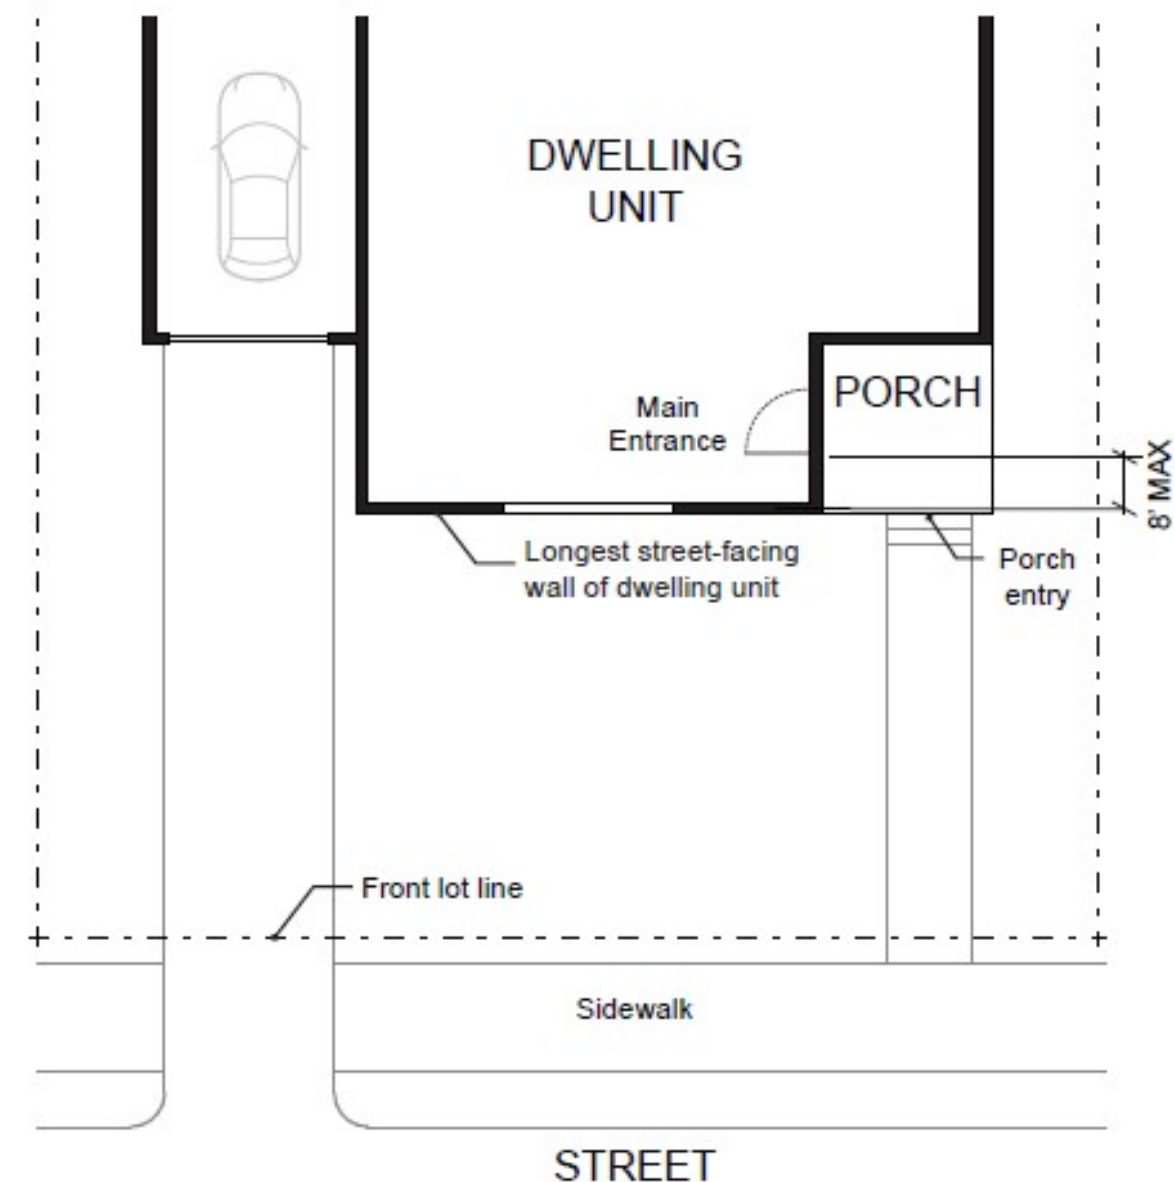 DWELLING
UNIT
PORCH
Main
Entrance
8' MAX
Longest street-facing
wall of dwelling unit
Porch
entry
Front lot line
Sidewalk
STREET